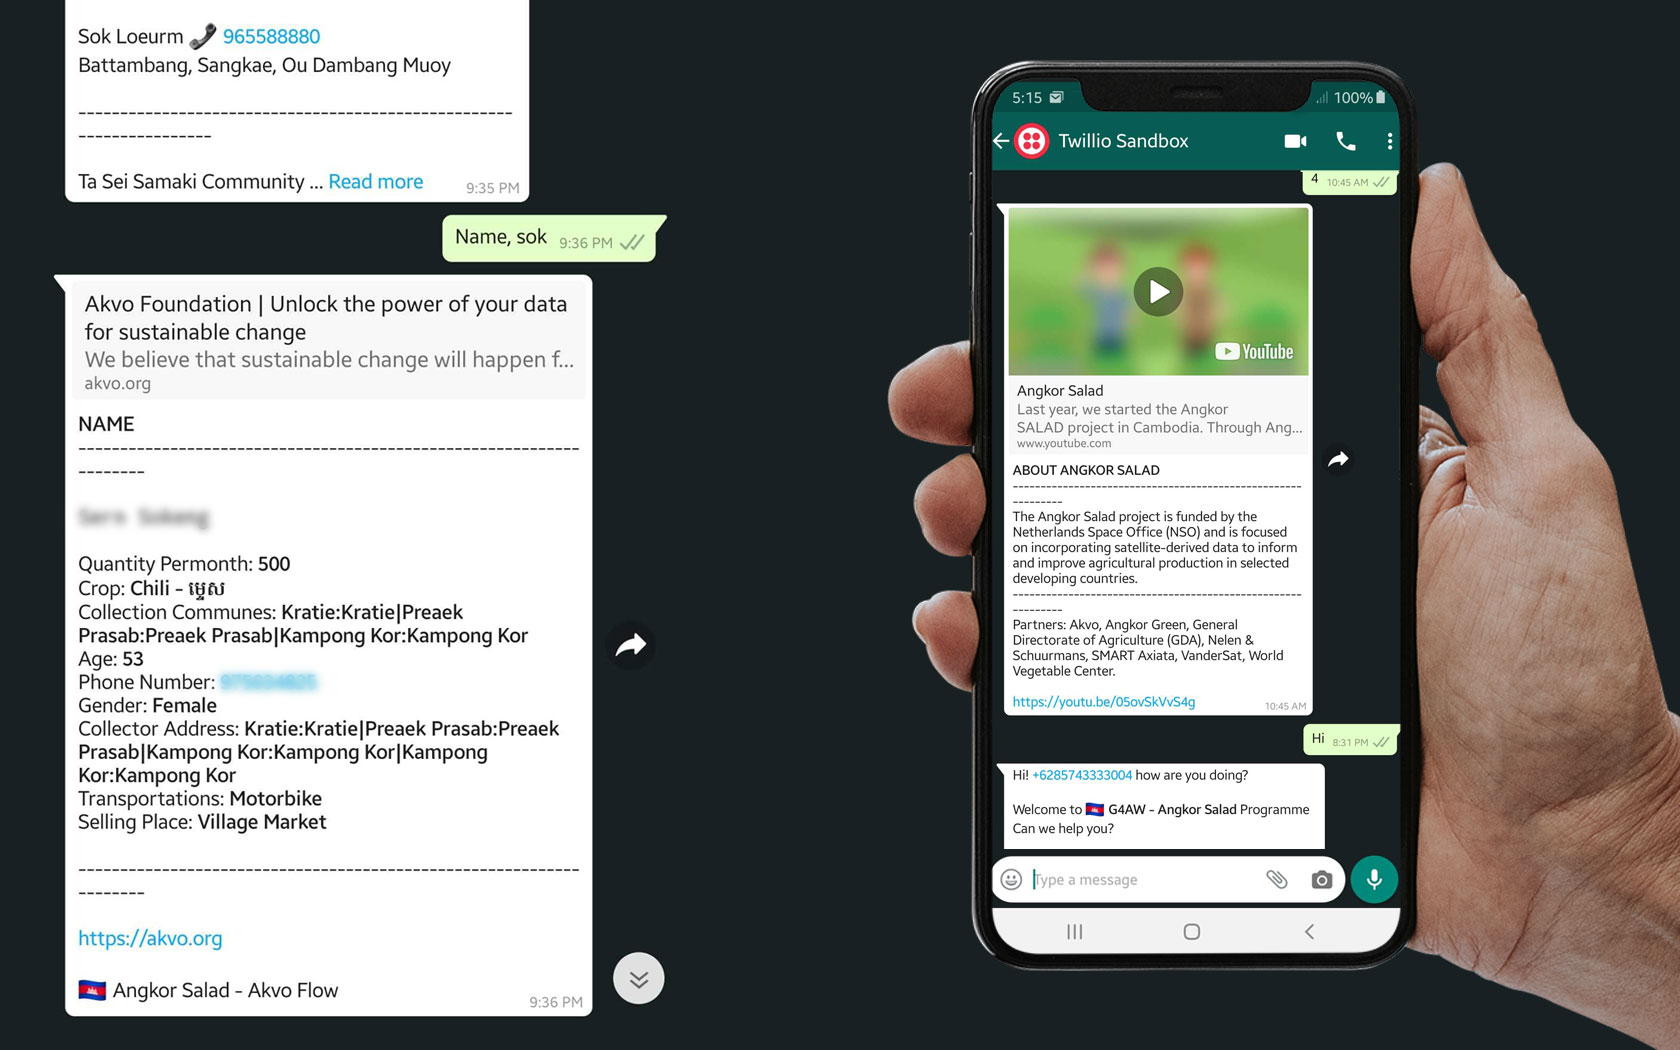 Sok Loeurm 965588880
Battambang, Sangkae, Ou Dambang Muoy
----------------------------------------------------
----------------
Ta Sei Samaki Community ... Read more 9:35 PM
Name, sok 9:36 PM
Akvo Foundation | Unlock the power of your data
for sustainable change
We believe that sustainable change will happen f...
akvo.org
NAME
------------------------------------------------------------
--------
Quantity Permonth: 500
Crop: Chili - ម្ទេស
Collection Communes: Kratie:Kratie|Preaek
Prasab:Preaek Prasab|Kampong Kor:Kampong Kor
Age: 53
Phone Number:
Gender: Female
Collector Address: Kratie:Kratie|Preaek Prasab:Preaek
Prasab|Kampong Kor:Kampong Kor|Kampong
Kor:Kampong Kor
Transportations: Motorbike
Selling Place: Village Market
------------------------------------------------------------
--------
https://akvo.org
Angkor Salad - Akvo Flow
9:36 PM
5:15 100%
Twillio Sandbox
4 10:45 AM
YouTube
Angkor Salad
Last year, we started the Angkor
SALAD project in Cambodia. Through Ang...
www.youtube.com
ABOUT ANGKOR SALAD
----------------------------------------------------
---------
The Angkor Salad project is funded by the
Netherlands Space Office (NSO) and is focused
on incorporating satellite-derived data to inform
and improve agricultural production in selected
developing countries.
----------------------------------------------------
---------
Partners: Akvo, Angkor Green, General
Directorate of Agriculture (GDA), Nelen &
Schuurmans, SMART Axiata, VanderSat, World
Vegetable Center.
https://youtu.be/05ovSkVvS4g 10:45 AM
Hi 8:31 PM
Hi! +6285743333004 how are you doing?
Welcome to G4AW - Angkor Salad Programme
Can we help you?
Type a message